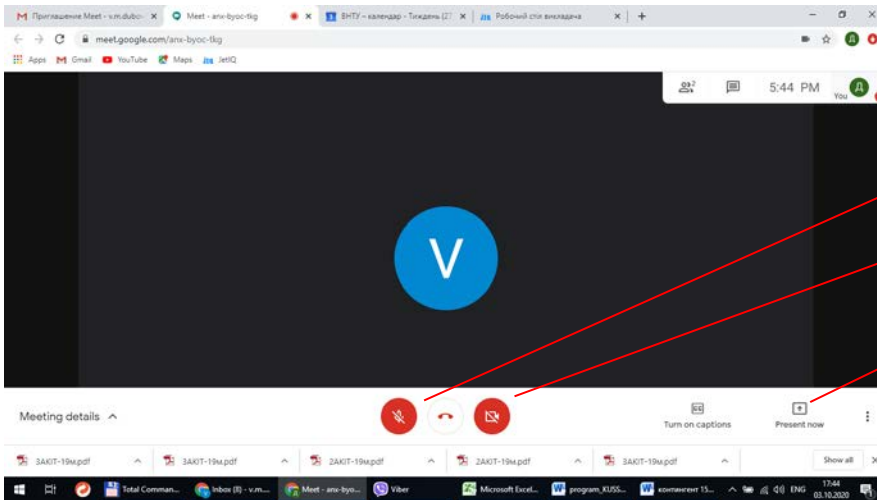 Приглашение Meet - v.m.dubo
Meet - anx-byoc-tkg
ВНТУ – календар - Тиждень (27
Робочий стіл викладача
meet.google.com/anx-byoc-tkg
Д
Apps Gmail YouTube Maps JetIQ
2
5:44 PM
You
Д
V
Meeting details
Turn on captions
Present now
3АКІТ-19м.pdf
3АКІТ-19м.pdf
2АКІТ-19м.pdf
2АКІТ-19м.pdf
3АКІТ-19м.pdf
Show all
Total Comman...
Inbox (8) - v.m....
Meet - anx-byo...
Viber
Microsoft Excel...
program_KUSS...
контингент 15...
ENG
17:44
03.10.2020